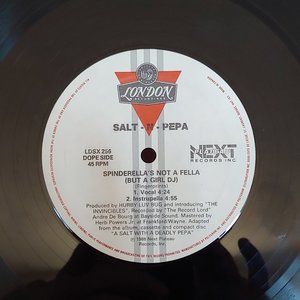 LONDON
RECORDINGS
SALT-N-PEPA
LDSX 256
DOPE SIDE
45 RPM
NEXT
PLATEAU
RECORDS INC.
SPINDERELLA'S NOT A FELLA
(BUT A GIRL DJ)
(Fingerprints)
1. Vocal 4:24
2. Instrupella 4:55
Produced by HURBY LUV BUG and introducing "THE
INVINCIBLES". Recorded by "The Record Lord"
Andre De Bourg at Bayside Sound. Mastered by
Herb Powers Jr. at Frankford/Wayne. Adapted
from the album, cassette and compact disc
"A SALT WITH A DEADLY PEPA"
© 1989 Next Plateau
Records, Inc.